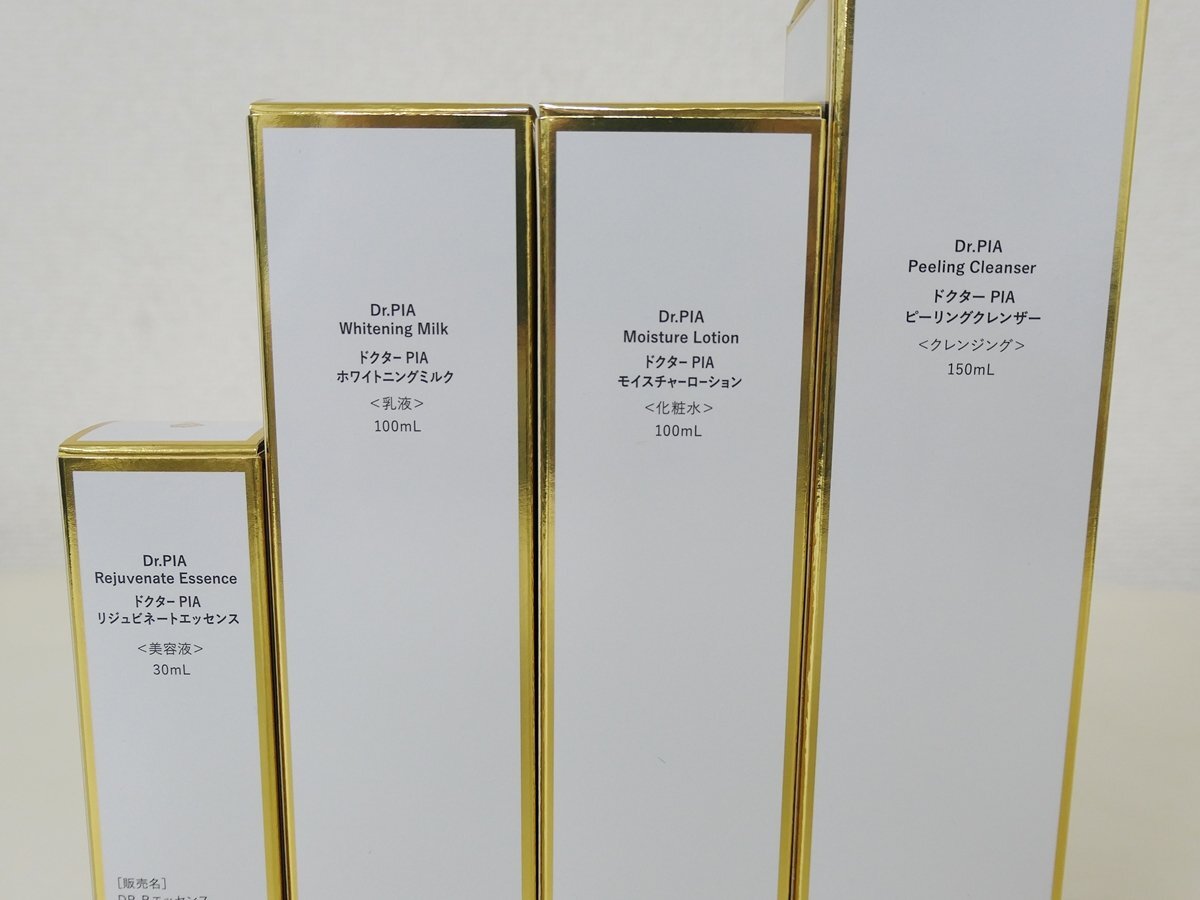 Dr.PIA
Rejuvenate Essence
ドクター PIA
リジュビネートエッセンス
＜美容液＞
30mL
［販売名］
Dr.PIA
Whitening Milk
ドクター PIA
ホワイトニングミルク
＜乳液＞
100mL
Dr.PIA
Moisture Lotion
ドクター PIA
モイスチャーローション
＜化粧水＞
100mL
Dr.PIA
Peeling Cleanser
ドクター PIA
ピーリングクレンザー
＜クレンジング＞
150mL